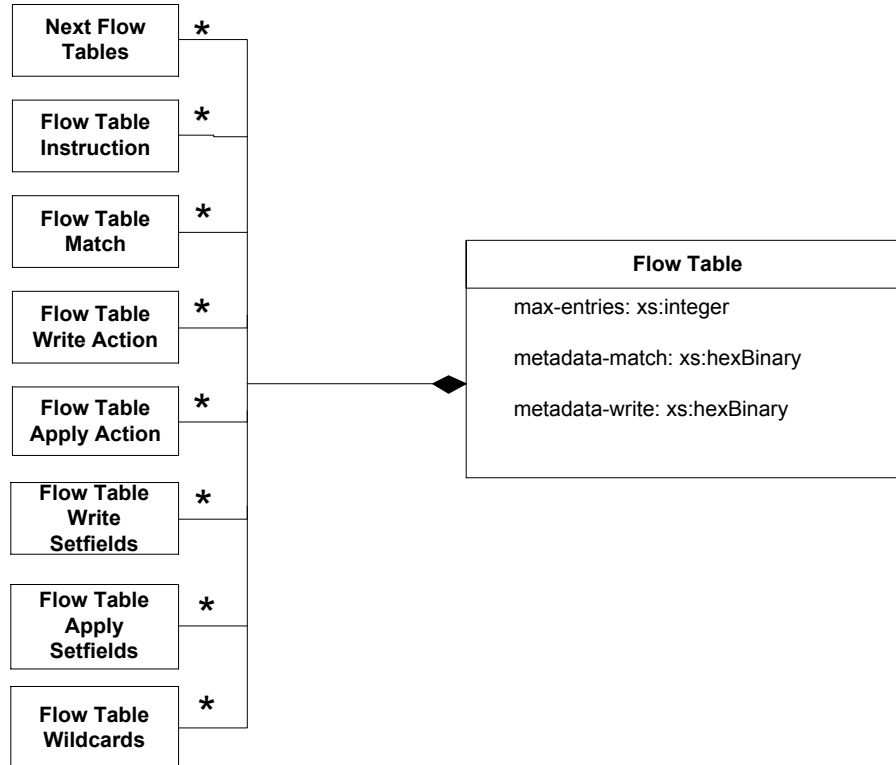 Next Flow
Tables
*
Flow Table
Instruction
*
Flow Table
Match
*
Flow Table
Write Action
*
Flow Table
Apply Action
*
Flow Table
Write
Setfields
*
Flow Table
Apply
Setfields
*
Flow Table
Wildcards
*
Flow Table
max-entries: xs:integer
metadata-match: xs:hexBinary
metadata-write: xs:hexBinary